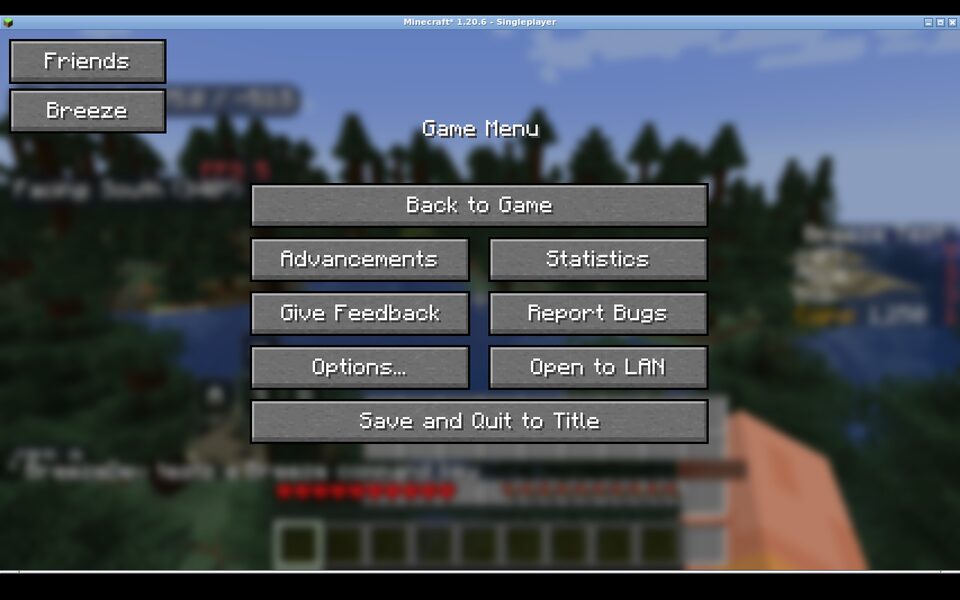 Minecraft* 1.20.6 - Singleplayer
Friends
Breeze
Game Menu
Back to Game
Advancements
Statistics
Give Feedback
Report Bugs
Options...
Open to LAN
Save and Quit to Title